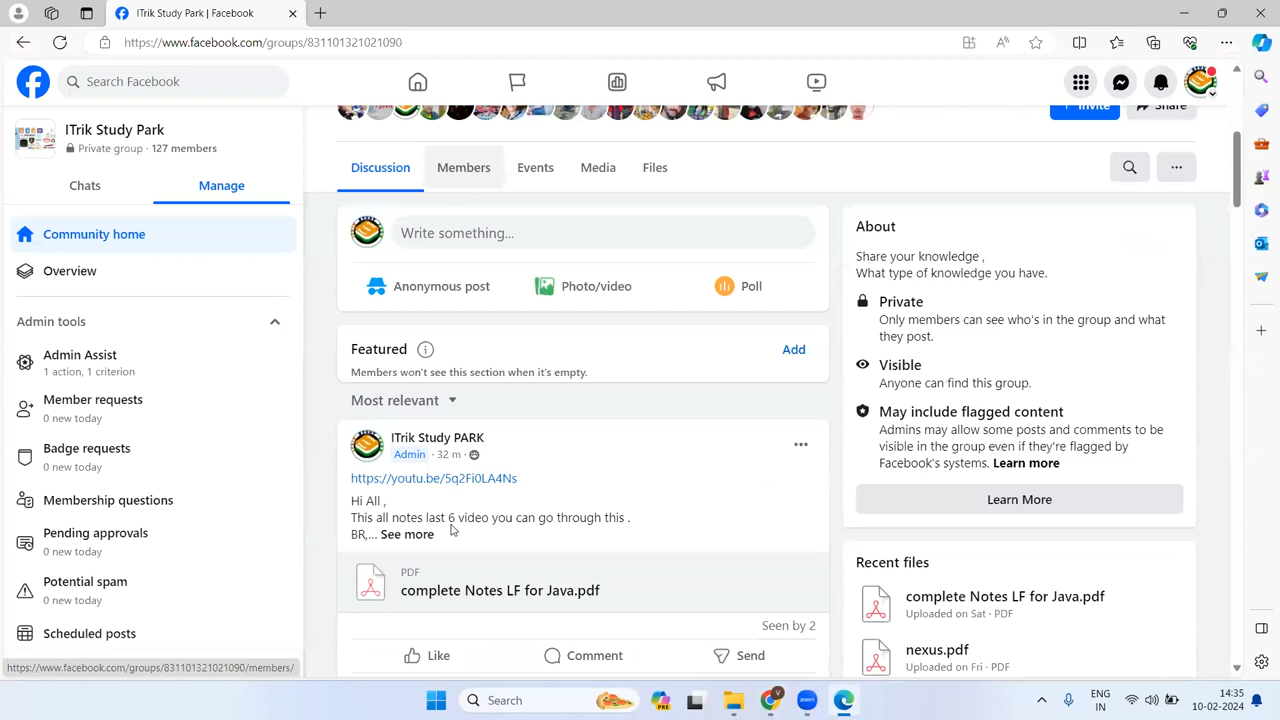 ITrik Study Park | Facebook
https://www.facebook.com/groups/831101321021090
Search Facebook
ITrik Study Park
Private group · 127 members
Chats
Manage
Community home
Overview
Admin tools
Admin Assist
1 action, 1 criterion
Member requests
0 new today
Badge requests
0 new today
Membership questions
Pending approvals
0 new today
Potential spam
0 new today
Scheduled posts
https://www.facebook.com/groups/831101321021090/members/
Invite
Share
Discussion
Members
Events
Media
Files
Write something...
Anonymous post
Photo/video
Poll
Featured
Add
Members won't see this section when it's empty.
Most relevant
ITrik Study PARK
Admin · 32 m ·
https://youtu.be/5q2Fi0LA4Ns
Hi All ,
This all notes last 6 video you can go through this .
BR,... See more
PDF
complete Notes LF for Java.pdf
Seen by 2
Like
Comment
Send
About
Share your knowledge ,
What type of knowledge you have.
Private
Only members can see who's in the group and what
they post.
Visible
Anyone can find this group.
May include flagged content
Admins may allow some posts and comments to be
visible in the group even if they're flagged by
Facebook's systems. Learn more
Learn More
Recent files
complete Notes LF for Java.pdf
Uploaded on Sat · PDF
nexus.pdf
Uploaded on Fri · PDF
Search
PRE
V
zoom
ENG
IN
14:35
10-02-2024